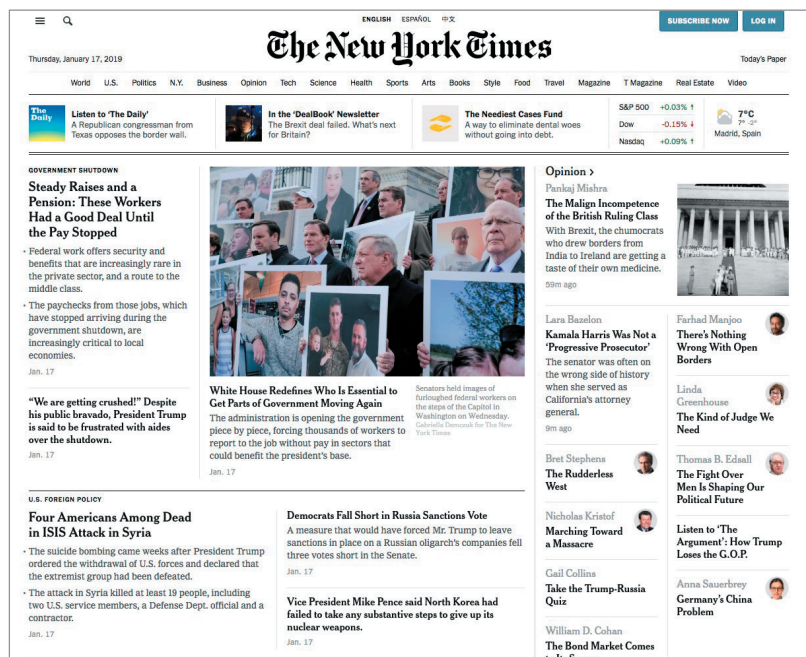 ENGLISH ESPAÑOL 中文
SUBSCRIBE NOW LOG IN
The New York Times
Thursday, January 17, 2019
Today's Paper
World U.S. Politics N.Y. Business Opinion Tech Science Health Sports Arts Books Style Food Travel Magazine T Magazine Real Estate Video
The Daily
Listen to 'The Daily'
A Republican congressman from
Texas opposes the border wall.
In the 'DealBook' Newsletter
The Brexit deal failed. What's next
for Britain?
The Neediest Cases Fund
A way to eliminate dental woes
without going into debt.
S&P 500 +0.03% ↑
Dow -0.15% ↓
Nasdaq +0.09% ↑
7°C
7° -2°
Madrid, Spain
GOVERNMENT SHUTDOWN
Steady Raises and a
Pension: These Workers
Had a Good Deal Until
the Pay Stopped
• Federal work offers security and
benefits that are increasingly rare in
the private sector, and a route to the
middle class.
• The paychecks from those jobs, which
have stopped arriving during the
government shutdown, are
increasingly critical to local
economies.
Jan. 17
“We are getting crushed!” Despite
his public bravado, President Trump
is said to be frustrated with aides
over the shutdown.
Jan. 17
White House Redefines Who Is Essential to
Get Parts of Government Moving Again
The administration is opening the government
piece by piece, forcing thousands of workers to
report to the job without pay in sectors that
could benefit the president's base.
Jan. 17
Senators held images of
furloughed federal workers on
the steps of the Capitol in
Washington on Wednesday.
Gabriella Demczuk for The New
York Times
U.S. FOREIGN POLICY
Four Americans Among Dead
in ISIS Attack in Syria
• The suicide bombing came weeks after President Trump
ordered the withdrawal of U.S. forces and declared that
the extremist group had been defeated.
• The attack in Syria killed at least 19 people, including
two U.S. service members, a Defense Dept. official and a
contractor.
Jan. 17
Democrats Fall Short in Russia Sanctions Vote
A measure that would have forced Mr. Trump to leave
sanctions in place on a Russian oligarch's companies fell
three votes short in the Senate.
Jan. 17
Vice President Mike Pence said North Korea had
failed to take any substantive steps to give up its
nuclear weapons.
Jan. 17
Opinion >
Pankaj Mishra
The Malign Incompetence
of the British Ruling Class
With Brexit, the chumocrats
who drew borders from
India to Ireland are getting a
taste of their own medicine.
59m ago
Lara Bazelon
Kamala Harris Was Not a
‘Progressive Prosecutor’
The senator was often on
the wrong side of history
when she served as
California's attorney
general.
9m ago
Bret Stephens
The Rudderless
West
Nicholas Kristof
Marching Toward
a Massacre
Gail Collins
Take the Trump-Russia
Quiz
William D. Cohan
The Bond Market Comes
Farhad Manjoo
There's Nothing
Wrong With Open
Borders
Linda
Greenhouse
The Kind of Judge We
Need
Thomas B. Edsall
The Fight Over
Men Is Shaping Our
Political Future
Listen to ‘The
Argument’: How Trump
Loses the G.O.P.
Anna Sauerbrey
Germany's China
Problem